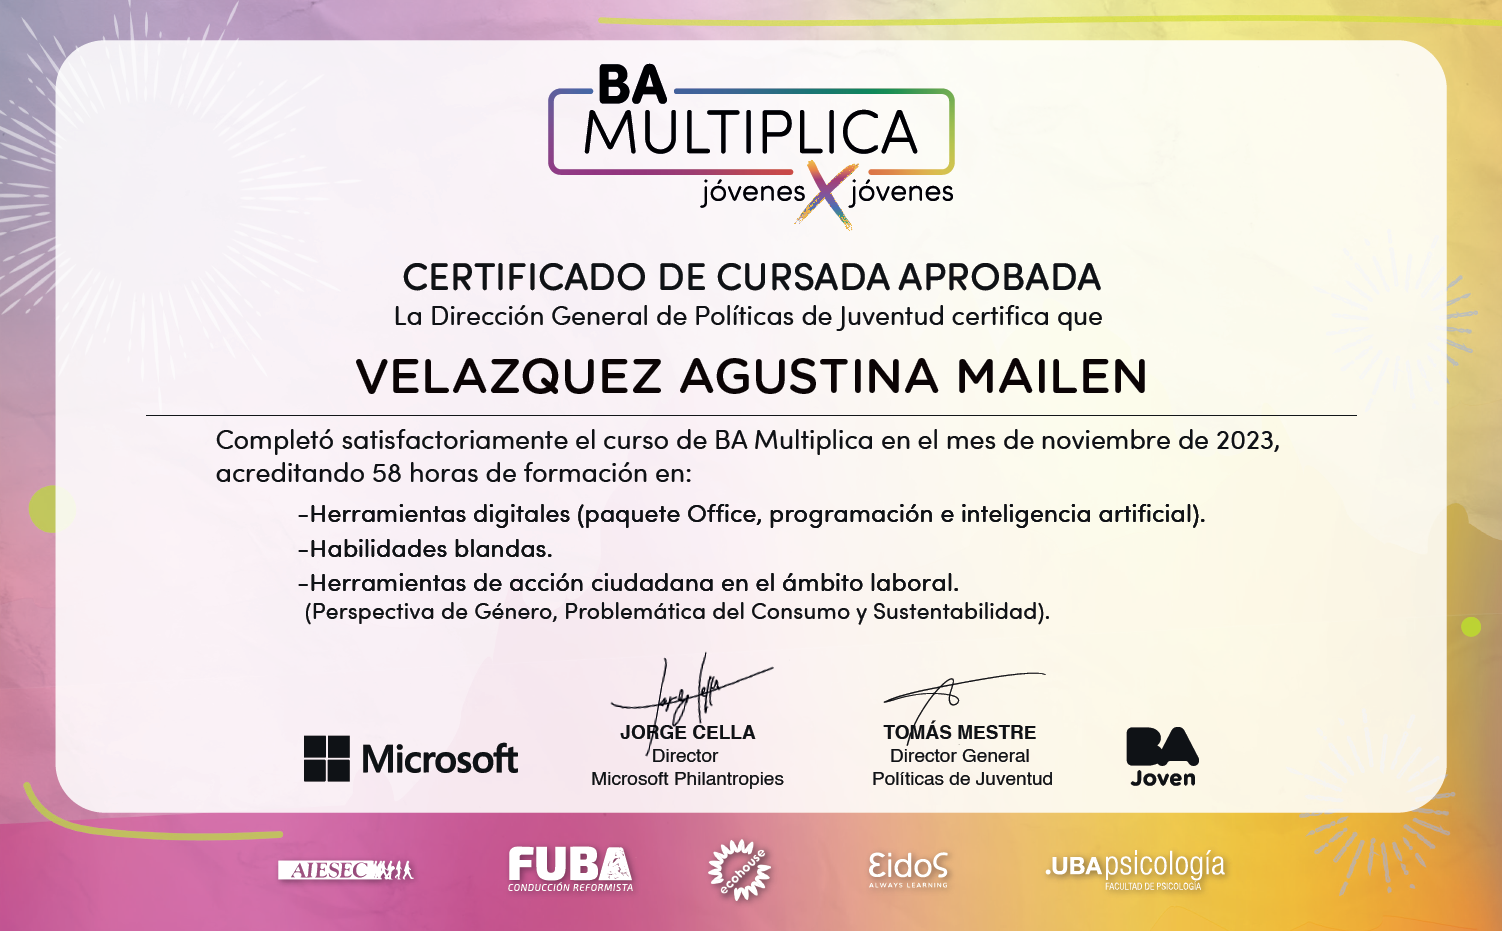 BA
MULTIPLICA
jóvenes X jóvenes
CERTIFICADO DE CURSADA APROBADA
La Dirección General de Políticas de Juventud certifica que
VELAZQUEZ AGUSTINA MAILEN
Completó satisfactoriamente el curso de BA Multiplica en el mes de noviembre de 2023,
acreditando 58 horas de formación en:
-Herramientas digitales (paquete Office, programación e inteligencia artificial).
-Habilidades blandas.
-Herramientas de acción ciudadana en el ámbito laboral.
(Perspectiva de Género, Problemática del Consumo y Sustentabilidad).
Jorge Cella
Microsoft
JORGE CELLA
Director
Microsoft Philantropies
TOMÁS MESTRE
Director General
Políticas de Juventud
BA
Joven
AIESEC
FUBA
CONDUCCIÓN REFORMISTA
ecohouse
Eidos
ALWAYS LEARNING
.UBApsicología
FACULTAD DE PSICOLOGÍA